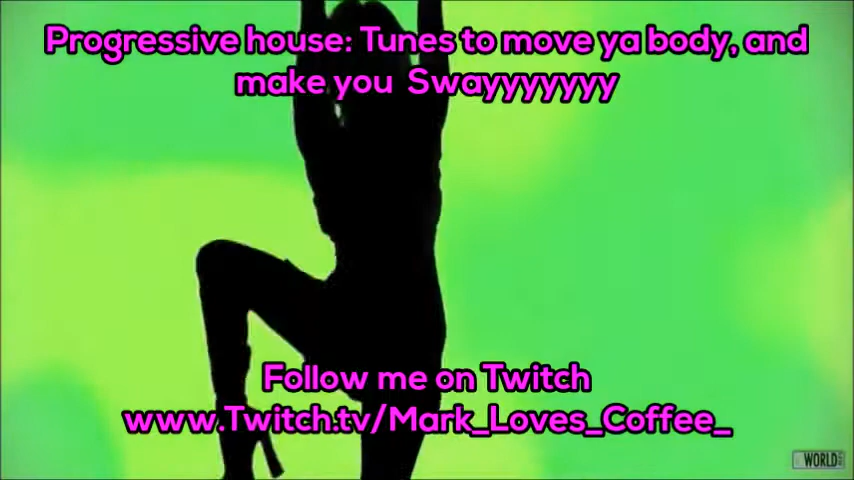 Progressive house: Tunes to move ya body, and
make you Swayyyyyyy
Follow me on Twitch
www.Twitch.tv/Mark_Loves_Coffee_
WORLD